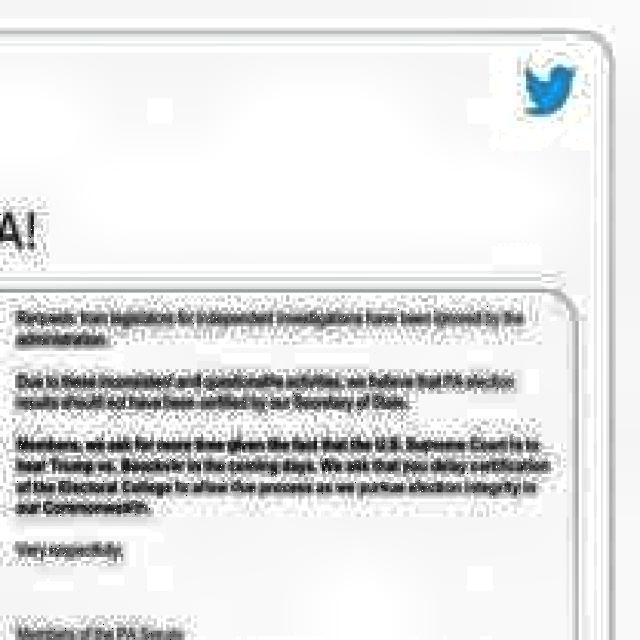 A!
Requests from legislators for independent investigations have been ignored by the
administration.
Due to these inconsistent and questionable activities, we believe that PA election
results should not have been certified by our Secretary of State.
Members, we ask for more time given the fact that the U.S. Supreme Court is to
hear Trump vs. in the coming days. We ask that you delay certification
of the Electoral College to allow due process as we pursue election integrity in
our Commonwealth.
Very respectfully,
Members of the PA Senate